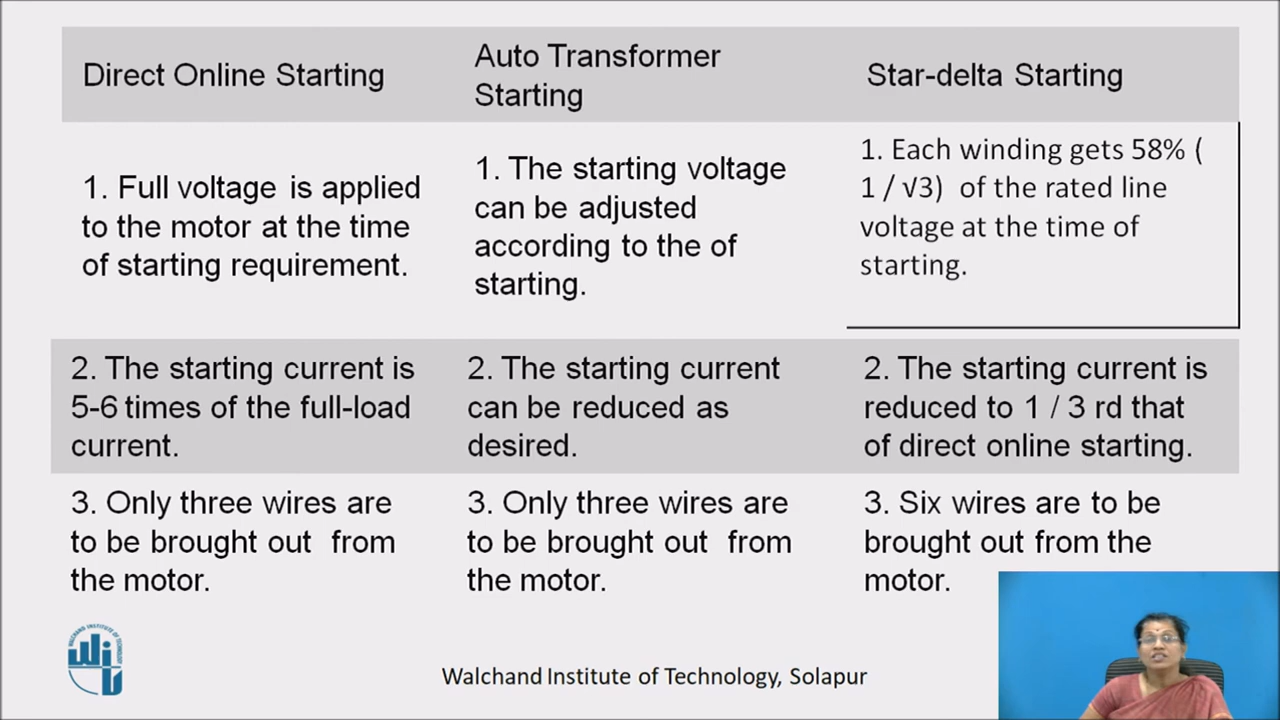 Direct Online Starting
Auto Transformer
Starting
Star-delta Starting
1. Full voltage is applied
to the motor at the time
of starting requirement.
1. The starting voltage
can be adjusted
according to the of
starting.
1. Each winding gets 58% (
1 / √3) of the rated line
voltage at the time of
starting.
2. The starting current is
5-6 times of the full-load
current.
2. The starting current
can be reduced as
desired.
2. The starting current is
reduced to 1 / 3 rd that
of direct online starting.
3. Only three wires are
to be brought out from
the motor.
3. Only three wires are
to be brought out from
the motor.
3. Six wires are to be
brought out from the
motor.
WALCHAND INSTITUTE OF TECHNOLOGY
WIT
Walchand Institute of Technology, Solapur